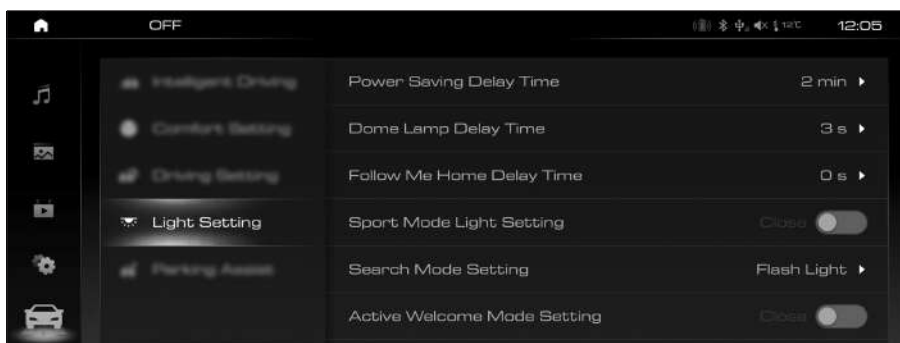 OFF 12°C 12:05
Intelligent Driving Power Saving Delay Time 2 min
Comfort Setting Dome Lamp Delay Time 3 s
Driving Setting Follow Me Home Delay Time 0 s
Light Setting Sport Mode Light Setting Close
Parking Assist Search Mode Setting Flash Light
Active Welcome Mode Setting Close